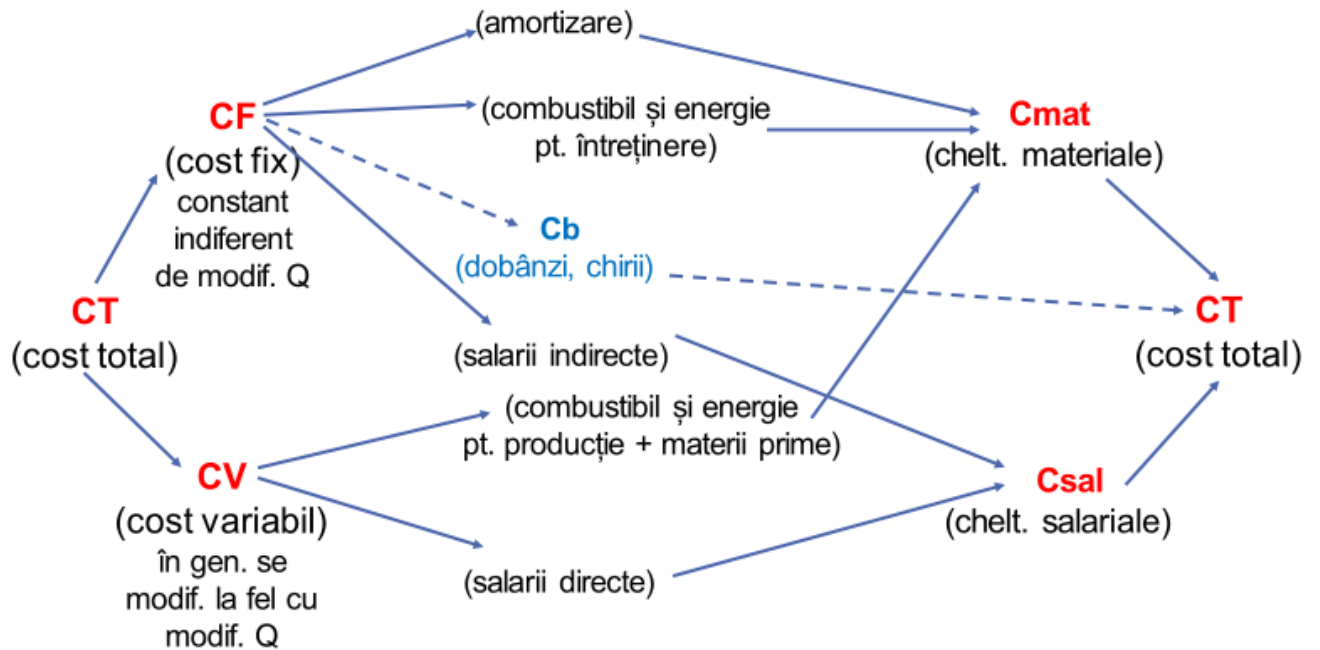 (amortizare)
CF
(cost fix)
constant
indiferent
de modif. Q
(combustibil și energie
pt. întreținere)
Cmat
(chelt. materiale)
Cb
(dobânzi, chirii)
CT
(cost total)
CT
(cost total)
(salarii indirecte)
(combustibil și energie
pt. producție + materii prime)
CV
(cost variabil)
în gen. se
modif. la fel cu
modif. Q
Csal
(chelt. salariale)
(salarii directe)